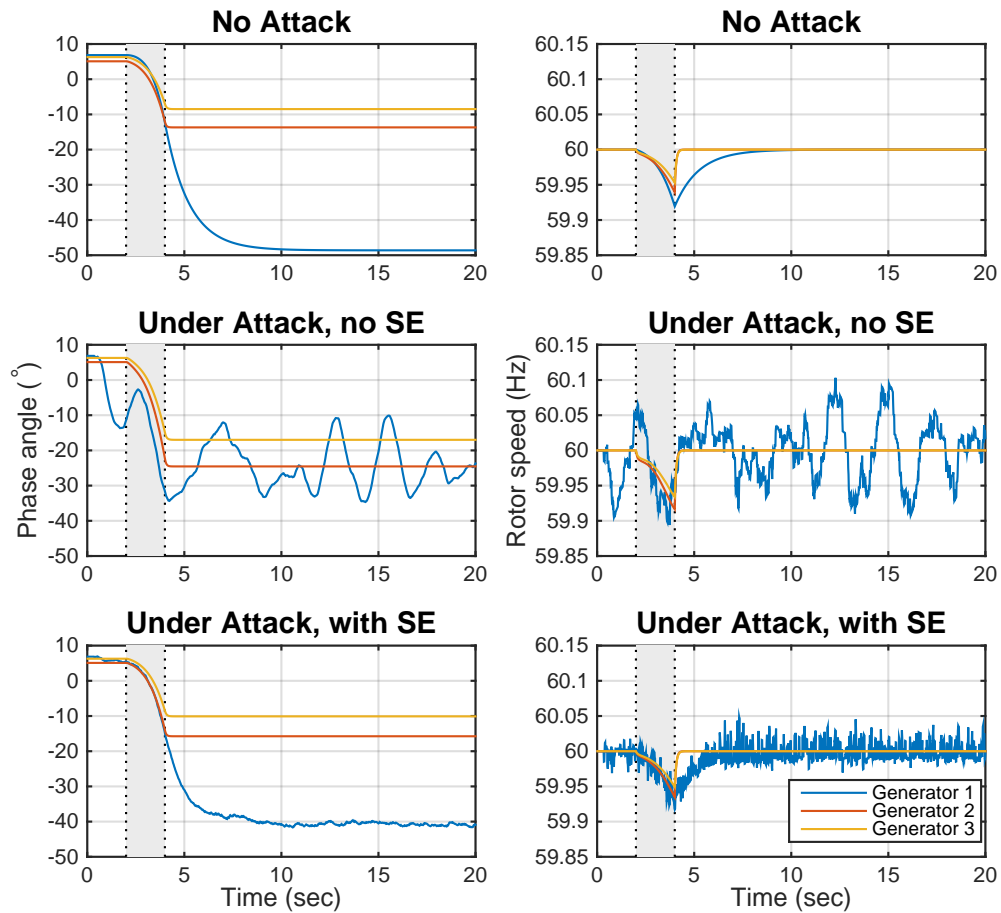 No Attack
10
0
-10
-20
-30
-40
-50
0 5 10 15 20
No Attack
60.15
60.1
60.05
60
59.95
59.9
59.85
0 5 10 15 20
Under Attack, no SE
Phase angle (°)
10
0
-10
-20
-30
-40
-50
0 5 10 15 20
Under Attack, no SE
Rotor speed (Hz)
60.15
60.1
60.05
60
59.95
59.9
59.85
0 5 10 15 20
Under Attack, with SE
10
0
-10
-20
-30
-40
-50
0 5 10 15 20
Time (sec)
Under Attack, with SE
60.15
60.1
60.05
60
59.95
59.9
59.85
Generator 1
Generator 2
Generator 3
0 5 10 15 20
Time (sec)